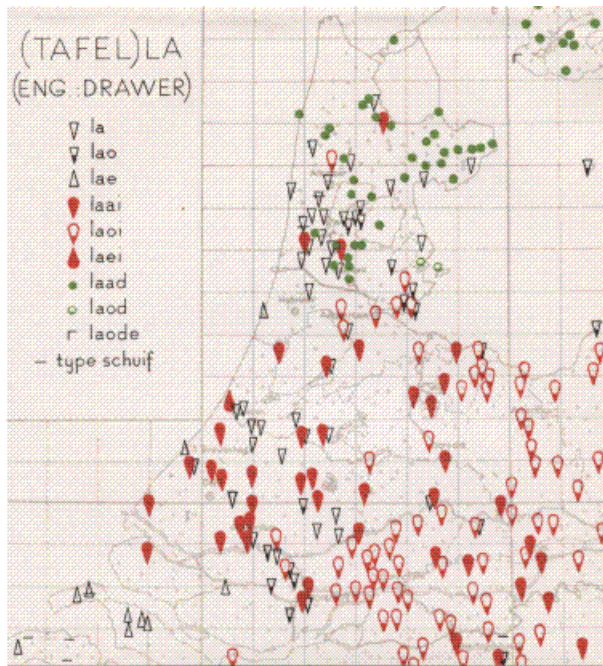 (TAFEL)LA
(ENG.:DRAWER)
la
lao
lae
laai
laoi
laei
laad
laod
laode
– type schuif